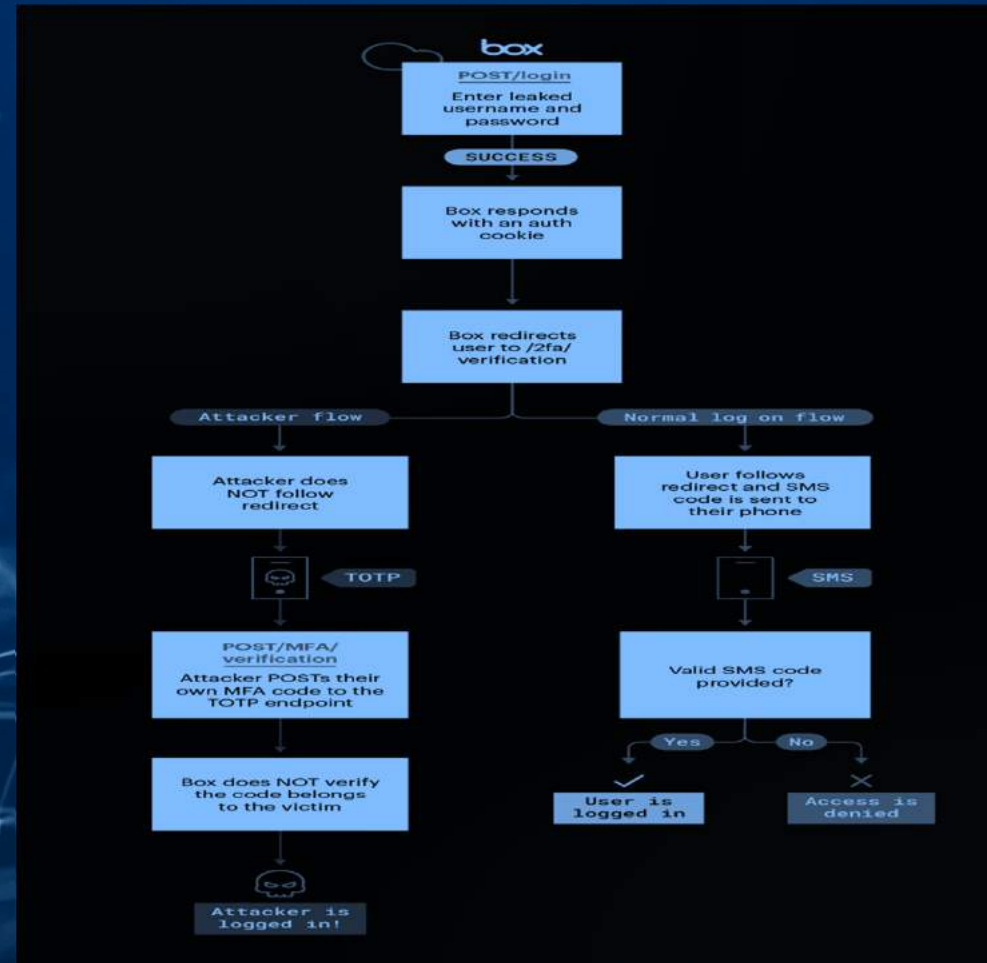 box
POST/login
Enter leaked
username and
password
SUCCESS
Box responds
with an auth
cookie
Box redirects
user to /2fa/
verification
Attacker flow
Normal log on flow
Attacker does
NOT follow
redirect
User follows
redirect and SMS
code is sent to
their phone
TOTP
SMS
POST/MFA/
verification
Attacker POSTs their
own MFA code to the
TOTP endpoint
Valid SMS code
provided?
Yes
No
Box does NOT verify
the code belongs
to the victim
User is
logged in
Access is
denied
Attacker is
logged in!